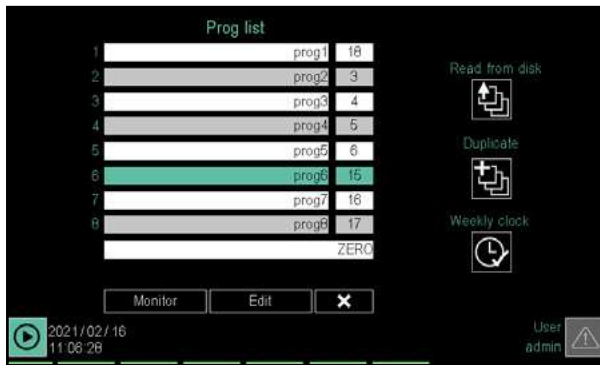 Prog list
1 prog1 18
2 prog2 3
3 prog3 4
4 prog4 5
5 prog5 6
6 prog6 15
7 prog7 16
8 prog8 17
ZERO
Read from disk
Duplicate
Weekly clock
Monitor Edit
2021/02/16
11:06:28
User
admin